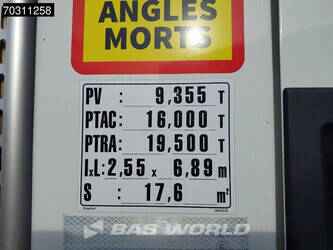 70311258
ANGLES
MORTS
PV : 9,355 T
PTAC : 16,000 T
PTRA : 19,500 T
LxL: 2,55 x 6,89 m
S : 17,6 m²
BAS WORLD